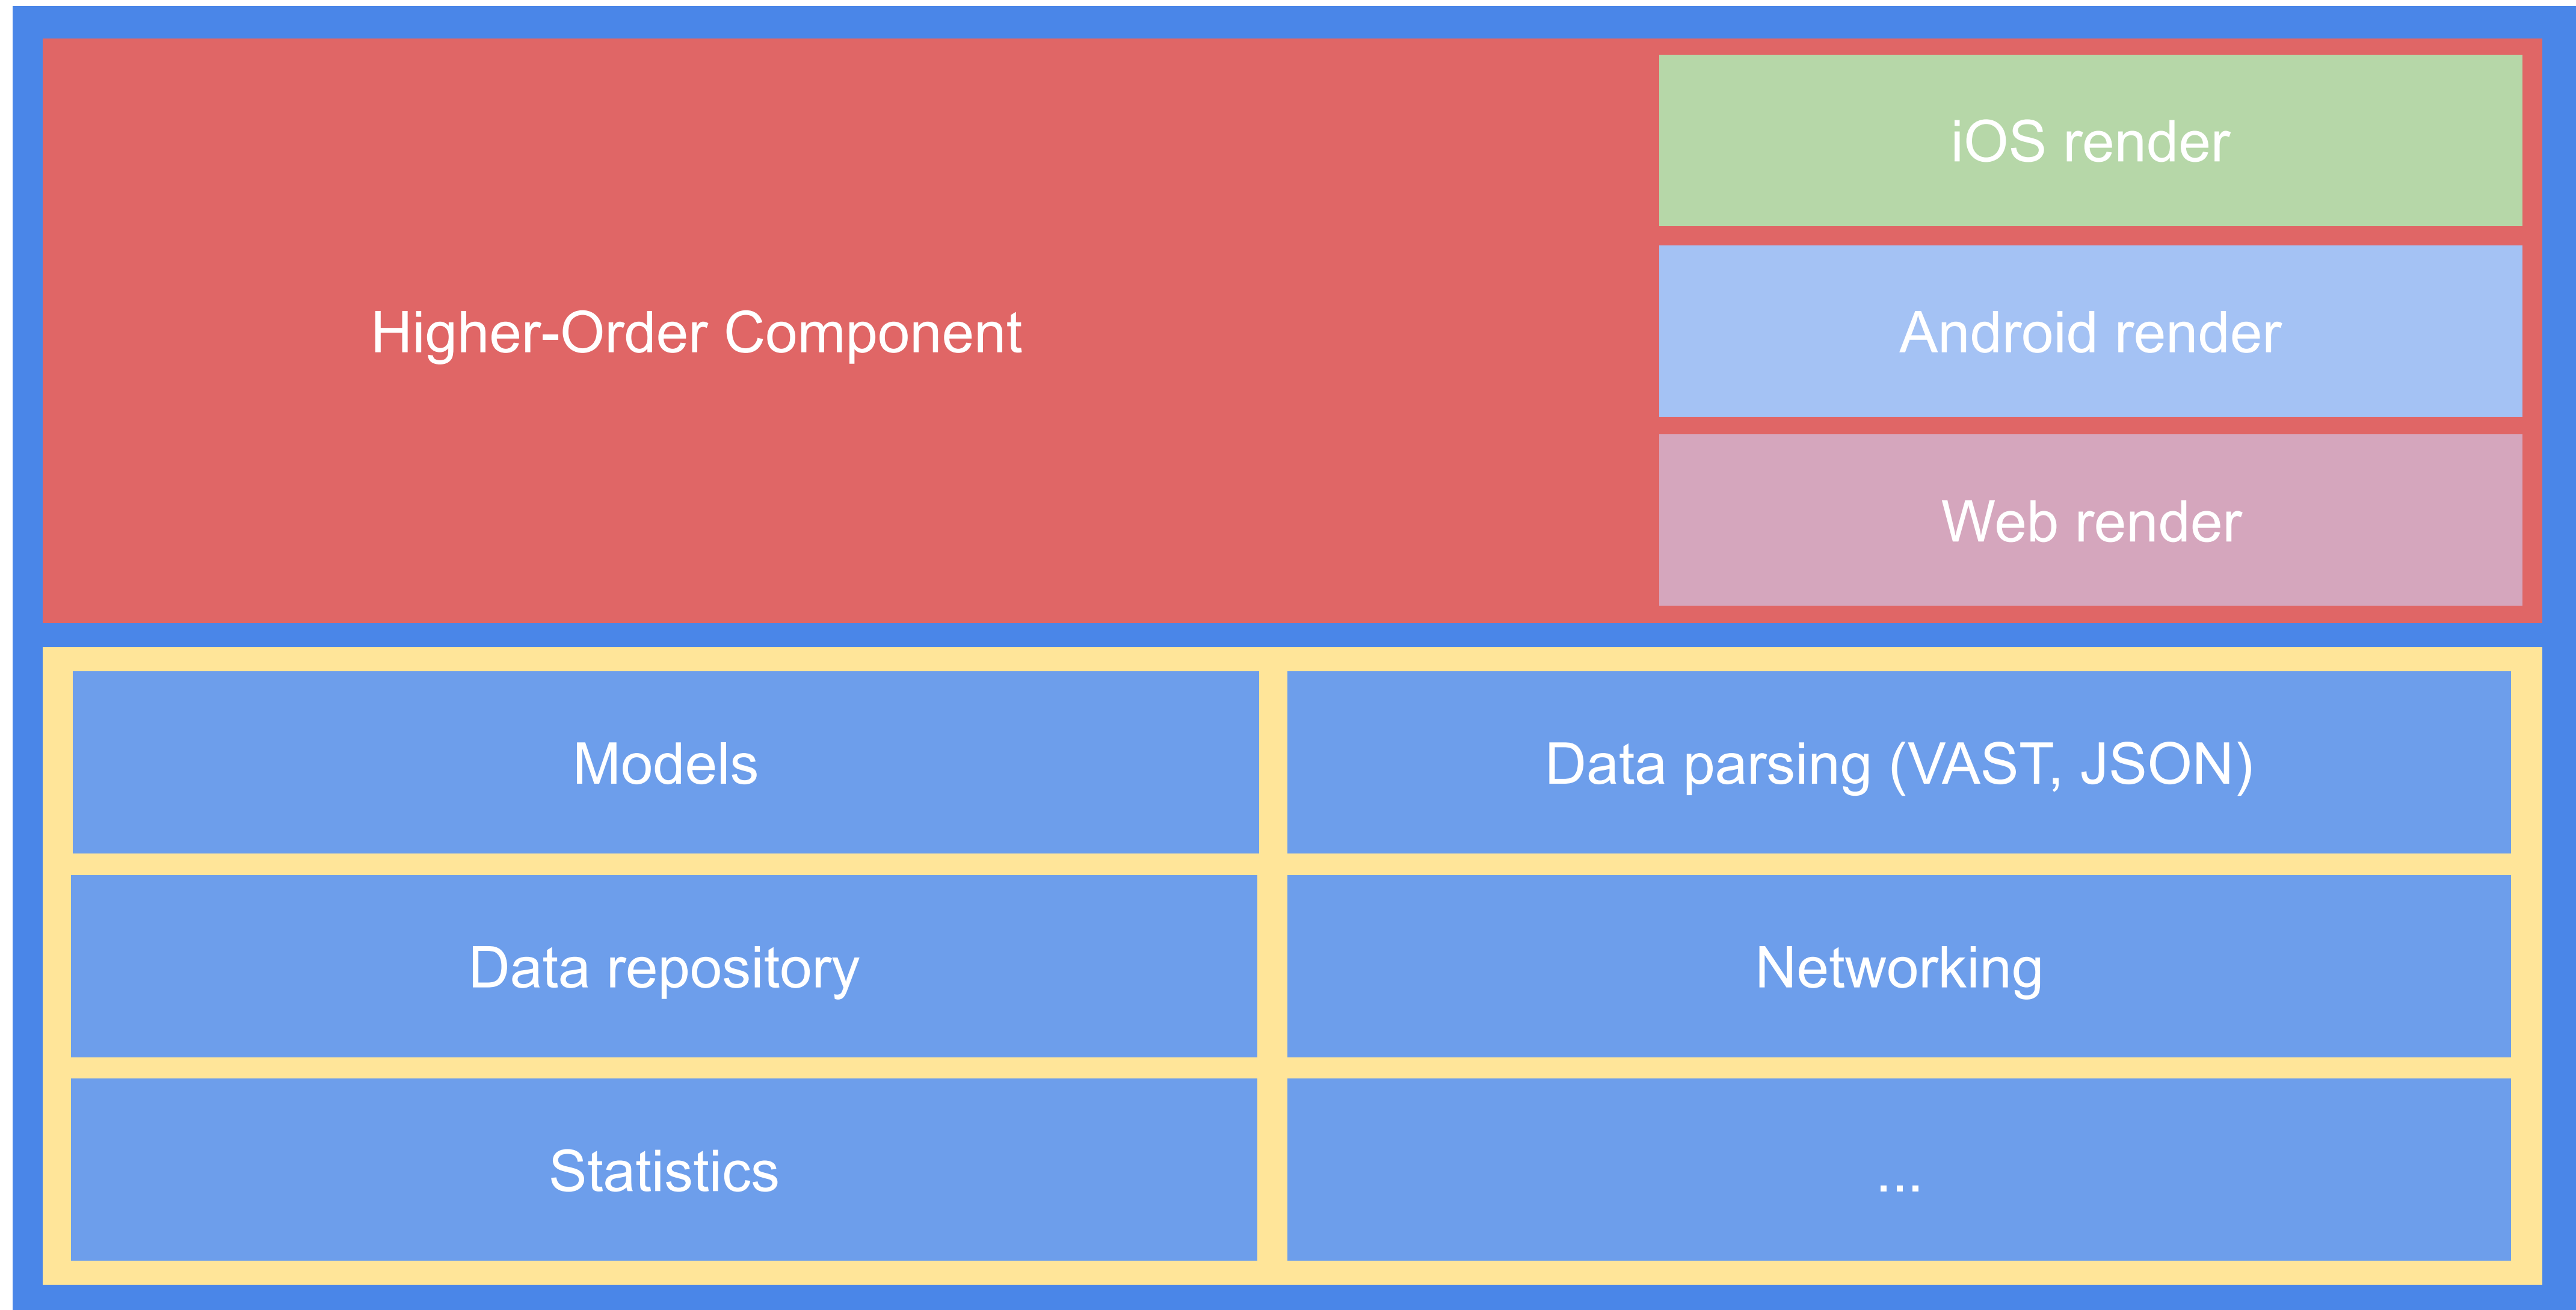 Higher-Order Component
iOS render
Android render
Web render
Models
Data parsing (VAST, JSON)
Data repository
Networking
Statistics
...